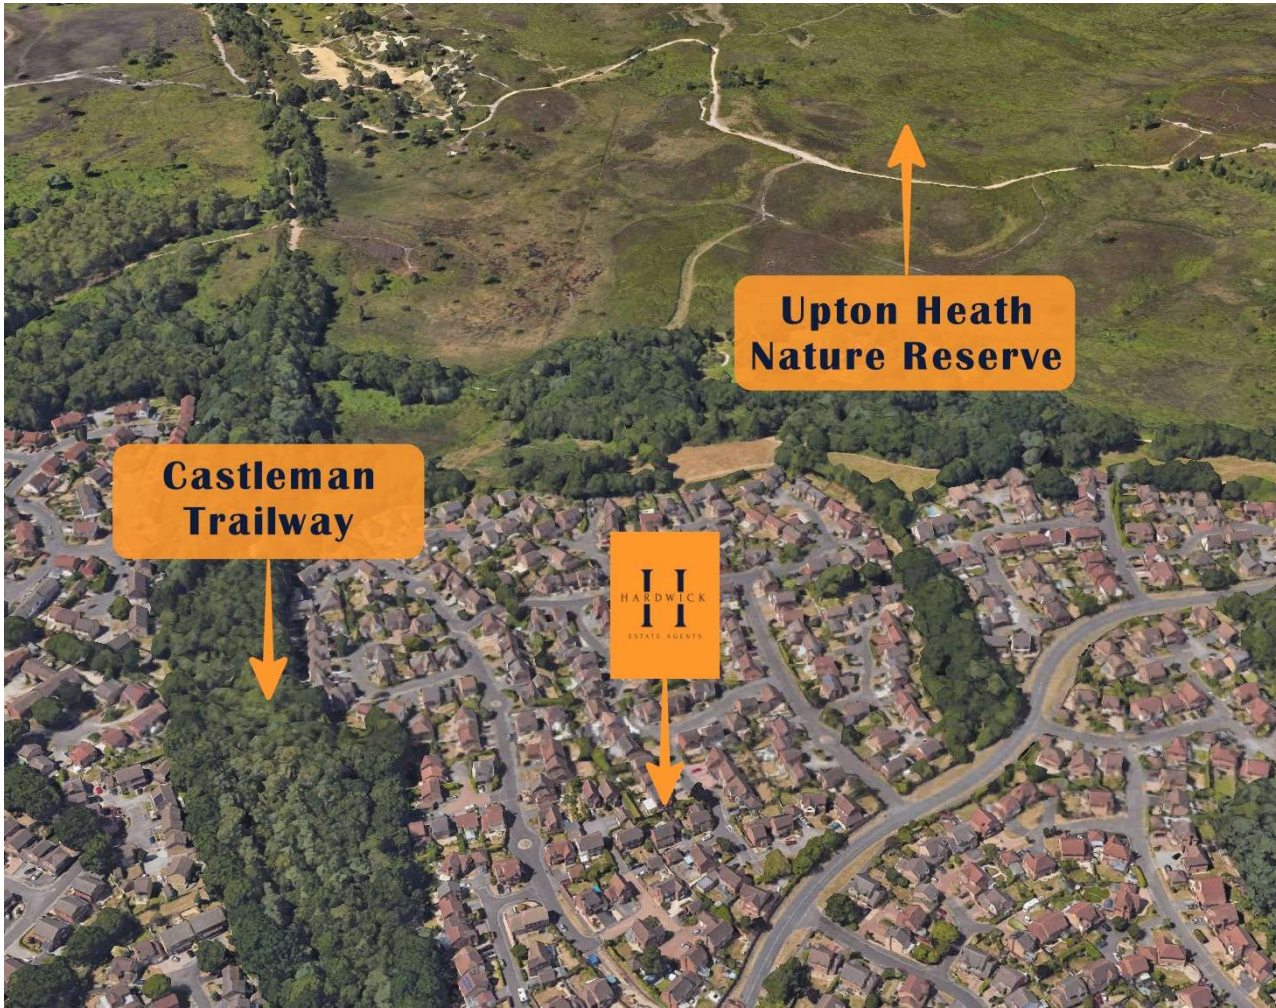 Upton Heath
Nature Reserve
Castleman
Trailway
H
HARDWICK
ESTATE AGENTS